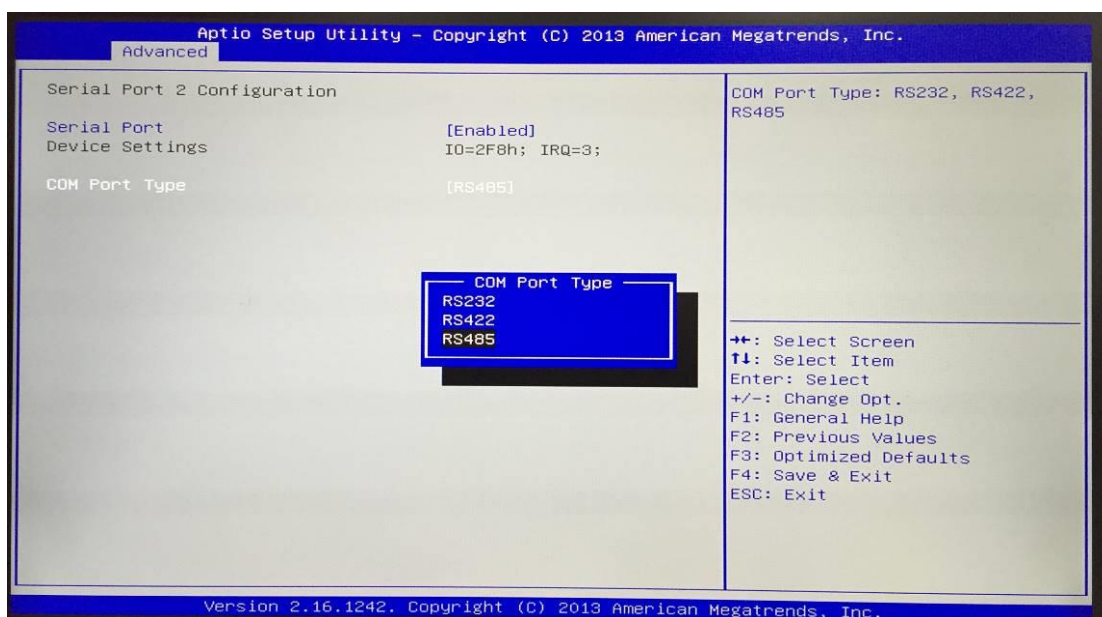 Aptio Setup Utility – Copyright (C) 2013 American Megatrends, Inc.
Advanced
Serial Port 2 Configuration
Serial Port [Enabled]
Device Settings IO=2F8h; IRQ=3;
COM Port Type [RS485]
COM Port Type
RS232
RS422
RS485
COM Port Type: RS232, RS422,
RS485
→←: Select Screen
↑↓: Select Item
Enter: Select
+/-: Change Opt.
F1: General Help
F2: Previous Values
F3: Optimized Defaults
F4: Save & Exit
ESC: Exit
Version 2.16.1242. Copyright (C) 2013 American Megatrends, Inc.